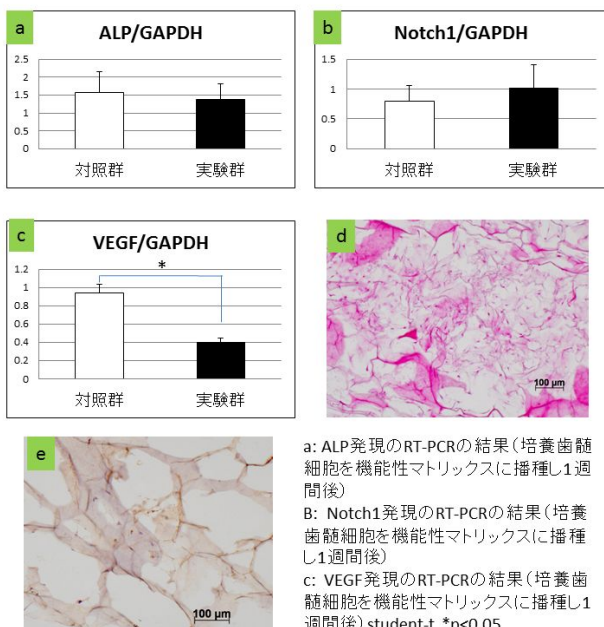 a
ALP/GAPDH
2.5
2
1.5
1
0.5
0
対照群 実験群
b
Notch1/GAPDH
1.5
1
0.5
0
対照群 実験群
c
VEGF/GAPDH
*
1.2
1
0.8
0.6
0.4
0.2
0
対照群 実験群
d
100 µm
e
100 µm
a: ALP発現のRT-PCRの結果(培養歯髄
細胞を機能性マトリックスに播種し1週
間後)
B: Notch1発現のRT-PCRの結果(培養
歯髄細胞を機能性マトリックスに播種
し1週間後)
c: VEGF発現のRT-PCRの結果(培養歯
髄細胞を機能性マトリックスに播種し1
週間後) student-t *p<0.05